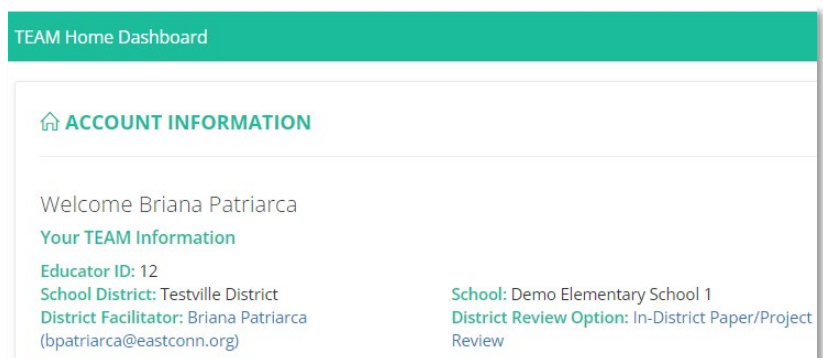 TEAM Home Dashboard
ACCOUNT INFORMATION
Welcome Briana Patriarca
Your TEAM Information
Educator ID: 12
School District: Testville District
District Facilitator: Briana Patriarca
(bpatriarca@eastconn.org)
School: Demo Elementary School 1
District Review Option: In-District Paper/Project
Review